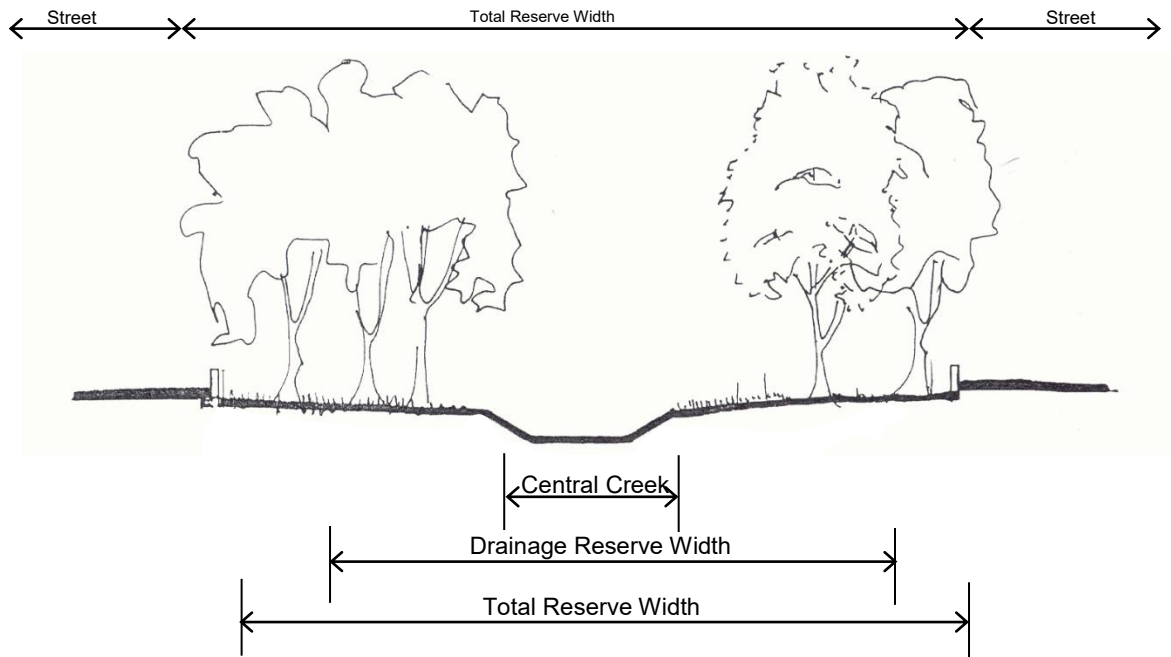 Street
Total Reserve Width
Street
Central Creek
Drainage Reserve Width
Total Reserve Width